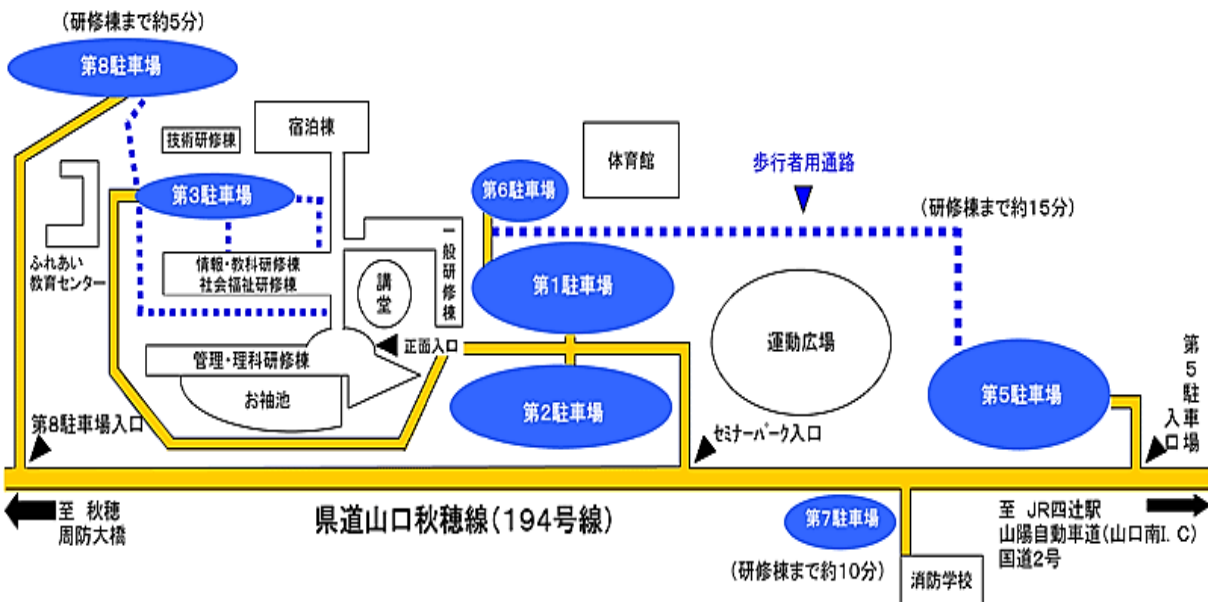 (研修棟まで約5分)
第8駐車場
技術研修棟
宿泊棟
体育館
歩行者用通路
第3駐車場
第6駐車場
(研修棟まで約15分)
ふれあい
教育センター
情報・教科研修棟
社会福祉研修棟
講堂
一般研修棟
第1駐車場
運動広場
正面入口
管理・理科研修棟
お袖池
第2駐車場
第5駐車場
第5駐車場
入口
第8駐車場入口
セミナーパーク入口
至 秋穂
周防大橋
県道山口秋穂線(194号線)
第7駐車場
(研修棟まで約10分)
消防学校
至 JR四辻駅
山陽自動車道(山口南I. C)
国道2号